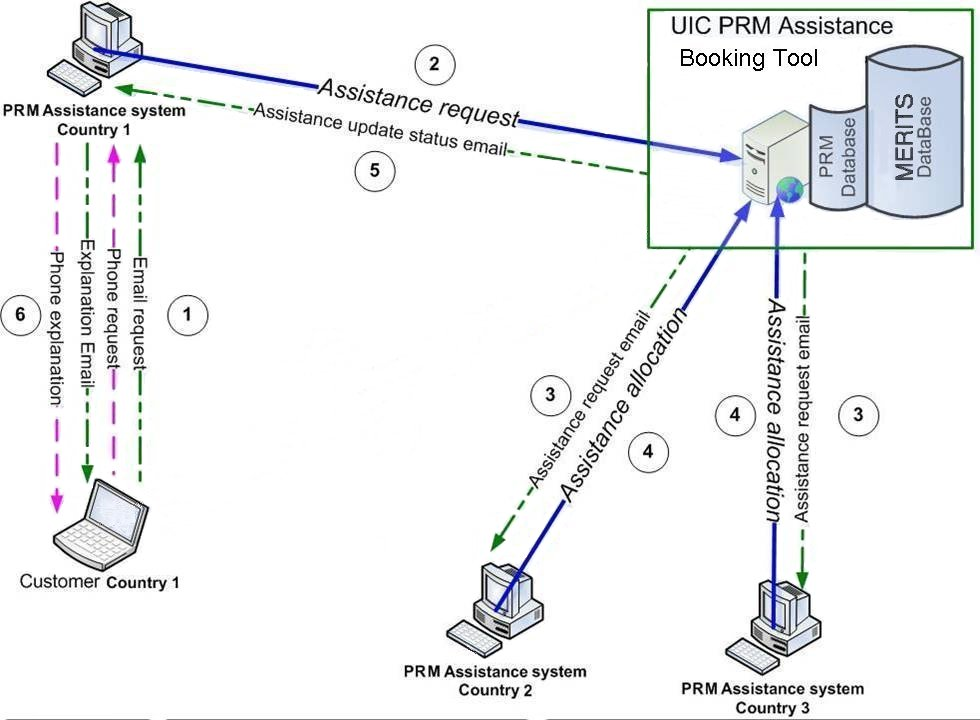 UIC PRM Assistance
Booking Tool
2
Assistance request
Assistance update status email
5
PRM Assistance system
Country 1
PRM
Database
MERITS
DataBase
6
Phone explanation
Explanation Email
Phone request
Email request
1
3
Assistance request email
Assistance allocation
4
4
Assistance allocation
Assistance request email
3
Customer Country 1
PRM Assistance system
Country 2
PRM Assistance system
Country 3